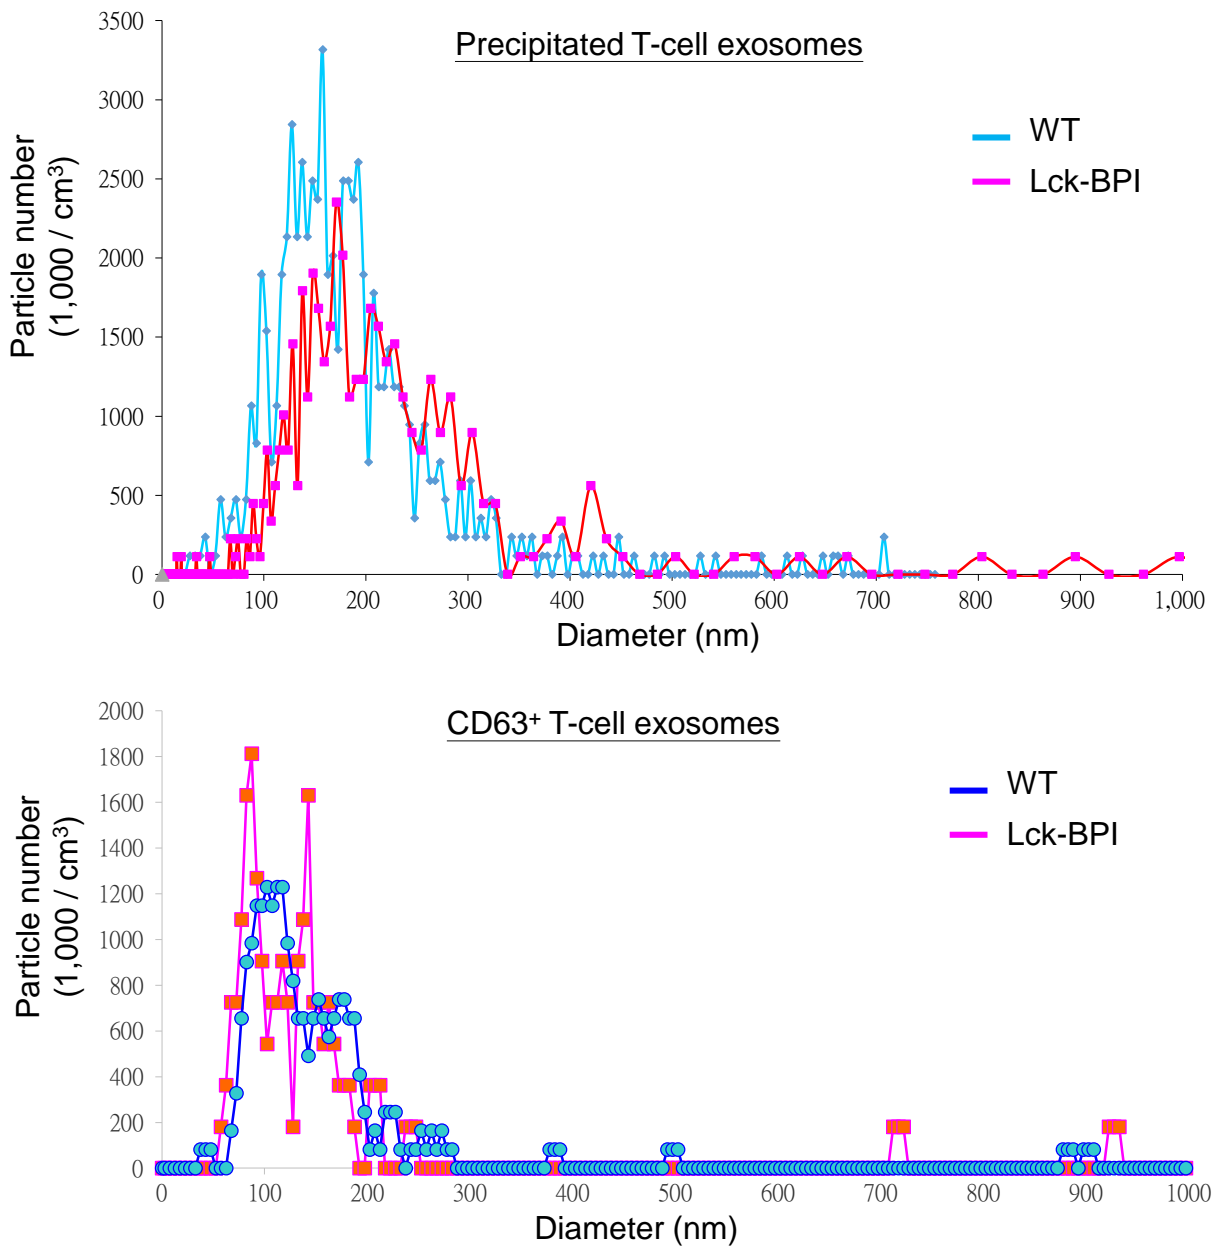 Precipitated T-cell exosomes
3500
3000
2500
2000
1500
1000
500
0
Particle number
(1,000 / cm³)
WT
Lck-BPI
0 100 200 300 400 500 600 700 800 900 1,000
Diameter (nm)
CD63⁺ T-cell exosomes
2000
1800
1600
1400
1200
1000
800
600
400
200
0
Particle number
(1,000 / cm³)
WT
Lck-BPI
0 100 200 300 400 500 600 700 800 900 1000
Diameter (nm)